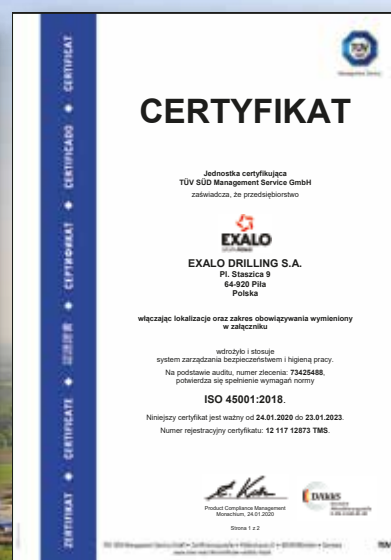 TÜV
CERTYFIKAT
Jednostka certyfikująca
TÜV SÜD Management Service GmbH
zaświadcza, że przedsiębiorstwo
EXALO
EXALO DRILLING S.A.
Pl. Staszica 9
64-920 Piła
Polska
włączając lokalizacje oraz zakres obowiązywania wymieniony
w załączniku
wdrożyło i stosuje
system zarządzania bezpieczeństwem i higieną pracy.
Na podstawie auditu, numer zlecenia: 73425488,
potwierdza się spełnienie wymagań normy
ISO 45001:2018.
Niniejszy certyfikat jest ważny od 24.01.2020 do 23.01.2023.
Numer rejestracyjny certyfikatu: 12 117 12873 TMS.
Product Compliance Management
Monachium, 24.01.2020
Strona 1 z 2
DAkkS
ZERTIFIKAT ◆ CERTIFICATE ◆ ◆ СЕРТИФИКАТ ◆ CERTIFICADO ◆ CERTIFICAT